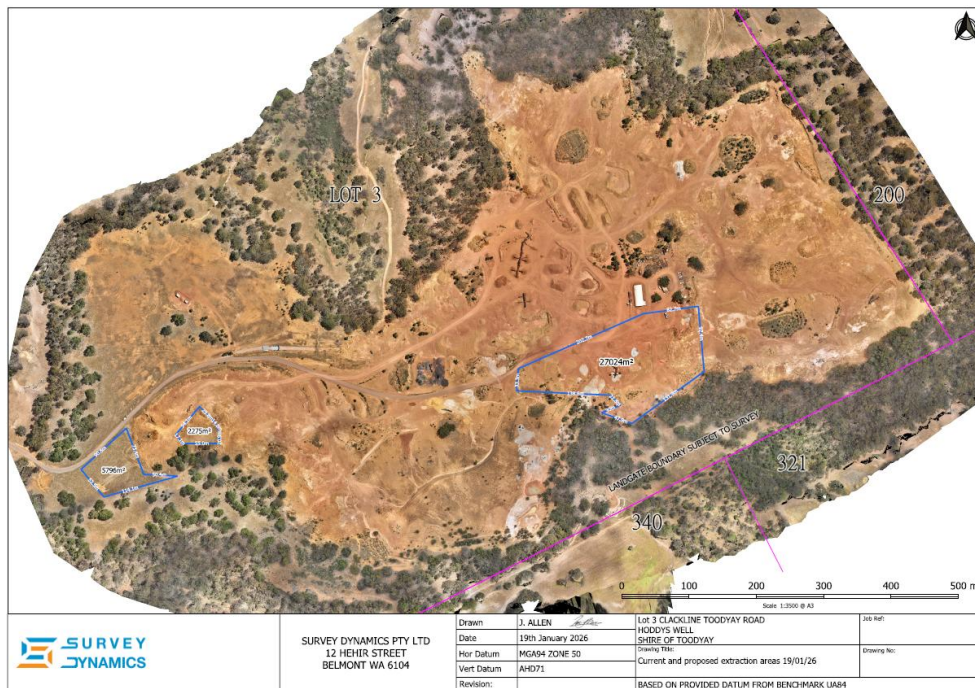 LOT 3
200
27024m²
2275m²
5796m²
LANDGATE BOUNDARY SUBJECT TO SURVEY
321
340
0 100 200 300 400 500 m
Scale 1:3500 @ A3
SURVEY
DYNAMICS
SURVEY DYNAMICS PTY LTD
12 HEHIR STREET
BELMONT WA 6104
Drawn J. ALLEN
Date 19th January 2026
Hor Datum MGA94 ZONE 50
Vert Datum AHD71
Revision:
Lot 3 CLACKLINE TOODYAY ROAD
HODDYS WELL
SHIRE OF TOODYAY
Drawing Title:
Current and proposed extraction areas 19/01/26
BASED ON PROVIDED DATUM FROM BENCHMARK UA84
Job Ref:
Drawing No: